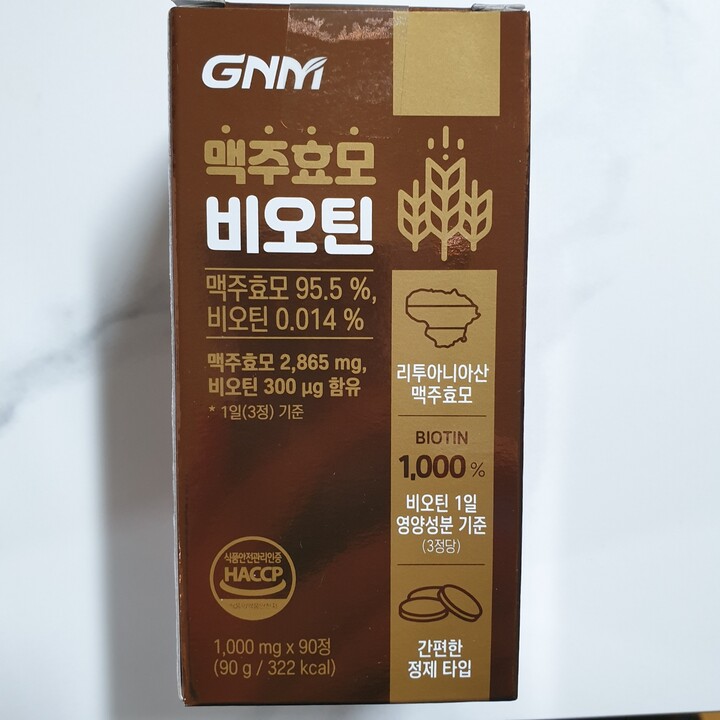 GNM
맥주효모
비오틴
맥주효모 95.5 %,
비오틴 0.014 %
맥주효모 2,865 mg,
비오틴 300 µg 함유
* 1일(3정) 기준
리투아니아산
맥주효모
BIOTIN
1,000 %
비오틴 1일
영양성분 기준
(3정당)
식품안전관리인증
HACCP
1,000 mg x 90정
(90 g / 322 kcal)
간편한
정제 타입